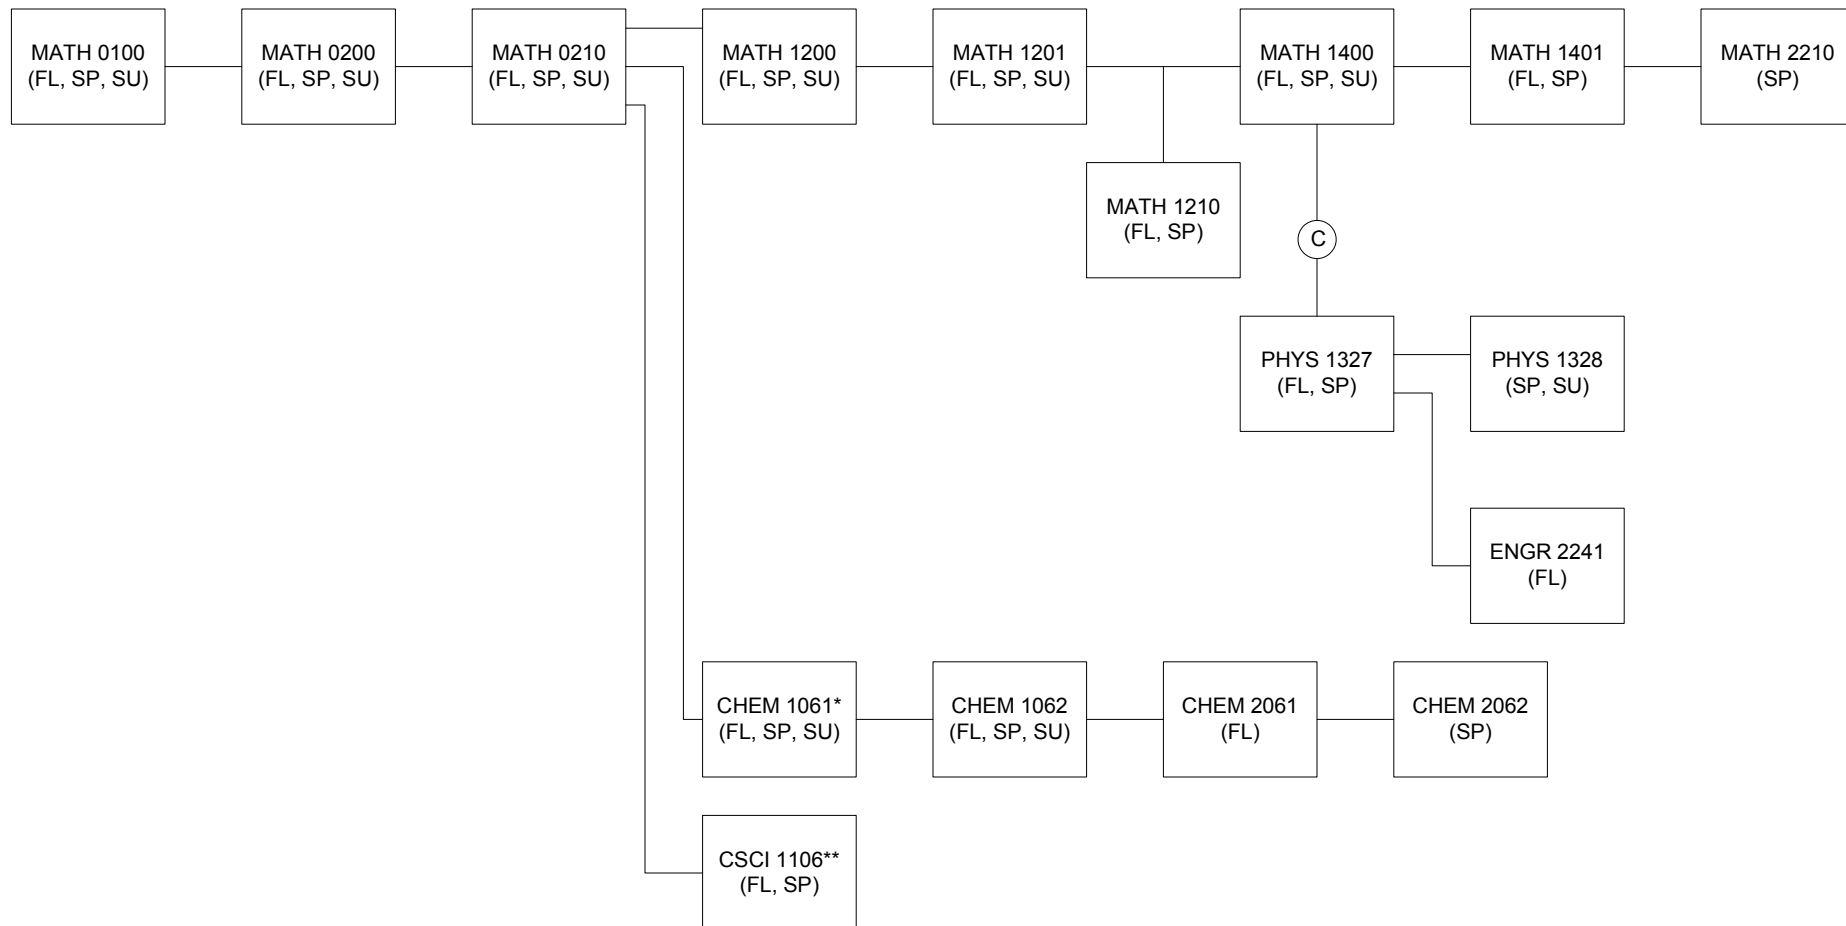 MATH 0100
(FL, SP, SU)
MATH 0200
(FL, SP, SU)
MATH 0210
(FL, SP, SU)
MATH 1200
(FL, SP, SU)
MATH 1201
(FL, SP, SU)
MATH 1400
(FL, SP, SU)
MATH 1401
(FL, SP)
MATH 2210
(SP)
MATH 1210
(FL, SP)
C
PHYS 1327
(FL, SP)
PHYS 1328
(SP, SU)
ENGR 2241
(FL)
CHEM 1061*
(FL, SP, SU)
CHEM 1062
(FL, SP, SU)
CHEM 2061
(FL)
CHEM 2062
(SP)
CSCI 1106**
(FL, SP)